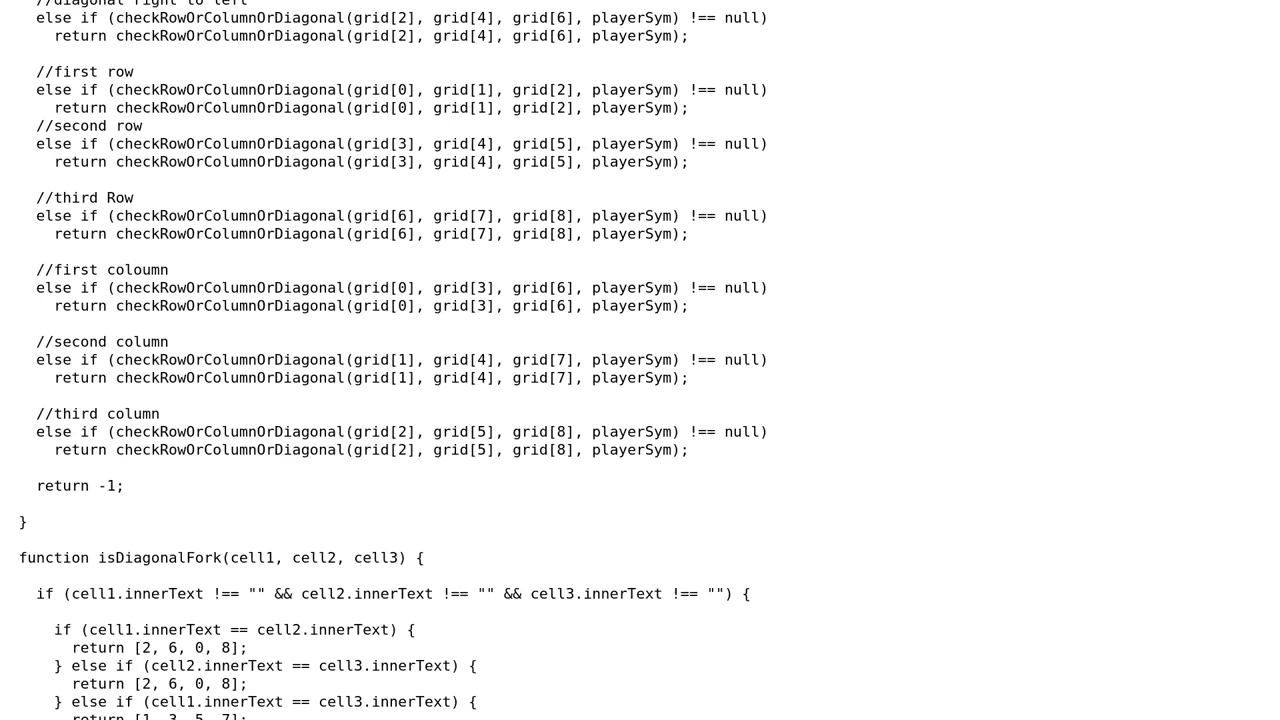 //diagonal right to left
else if (checkRowOrColumnOrDiagonal(grid[2], grid[4], grid[6], playerSym) !== null)
return checkRowOrColumnOrDiagonal(grid[2], grid[4], grid[6], playerSym);
//first row
else if (checkRowOrColumnOrDiagonal(grid[0], grid[1], grid[2], playerSym) !== null)
return checkRowOrColumnOrDiagonal(grid[0], grid[1], grid[2], playerSym);
//second row
else if (checkRowOrColumnOrDiagonal(grid[3], grid[4], grid[5], playerSym) !== null)
return checkRowOrColumnOrDiagonal(grid[3], grid[4], grid[5], playerSym);
//third Row
else if (checkRowOrColumnOrDiagonal(grid[6], grid[7], grid[8], playerSym) !== null)
return checkRowOrColumnOrDiagonal(grid[6], grid[7], grid[8], playerSym);
//first coloumn
else if (checkRowOrColumnOrDiagonal(grid[0], grid[3], grid[6], playerSym) !== null)
return checkRowOrColumnOrDiagonal(grid[0], grid[3], grid[6], playerSym);
//second column
else if (checkRowOrColumnOrDiagonal(grid[1], grid[4], grid[7], playerSym) !== null)
return checkRowOrColumnOrDiagonal(grid[1], grid[4], grid[7], playerSym);
//third column
else if (checkRowOrColumnOrDiagonal(grid[2], grid[5], grid[8], playerSym) !== null)
return checkRowOrColumnOrDiagonal(grid[2], grid[5], grid[8], playerSym);
return -1;
}
function isDiagonalFork(cell1, cell2, cell3) {
if (cell1.innerText !== "" && cell2.innerText !== "" && cell3.innerText !== "") {
if (cell1.innerText == cell2.innerText) {
return [2, 6, 0, 8];
} else if (cell2.innerText == cell3.innerText) {
return [2, 6, 0, 8];
} else if (cell1.innerText == cell3.innerText) {
return [1, 3, 5, 7];